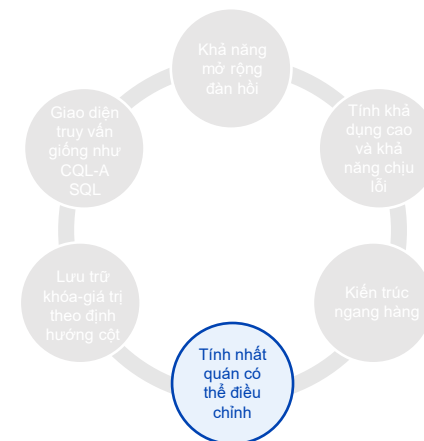 Khả năng
mở rộng
đàn hồi
Tính khả
dụng cao
và khả
năng chịu
lỗi
Kiến trúc
ngang hàng
Tính nhất
quán có
thể điều
chỉnh
Lưu trữ
khóa-giá trị
theo định
hướng cột
Giao diện
truy vấn
giống như
CQL-A
SQL